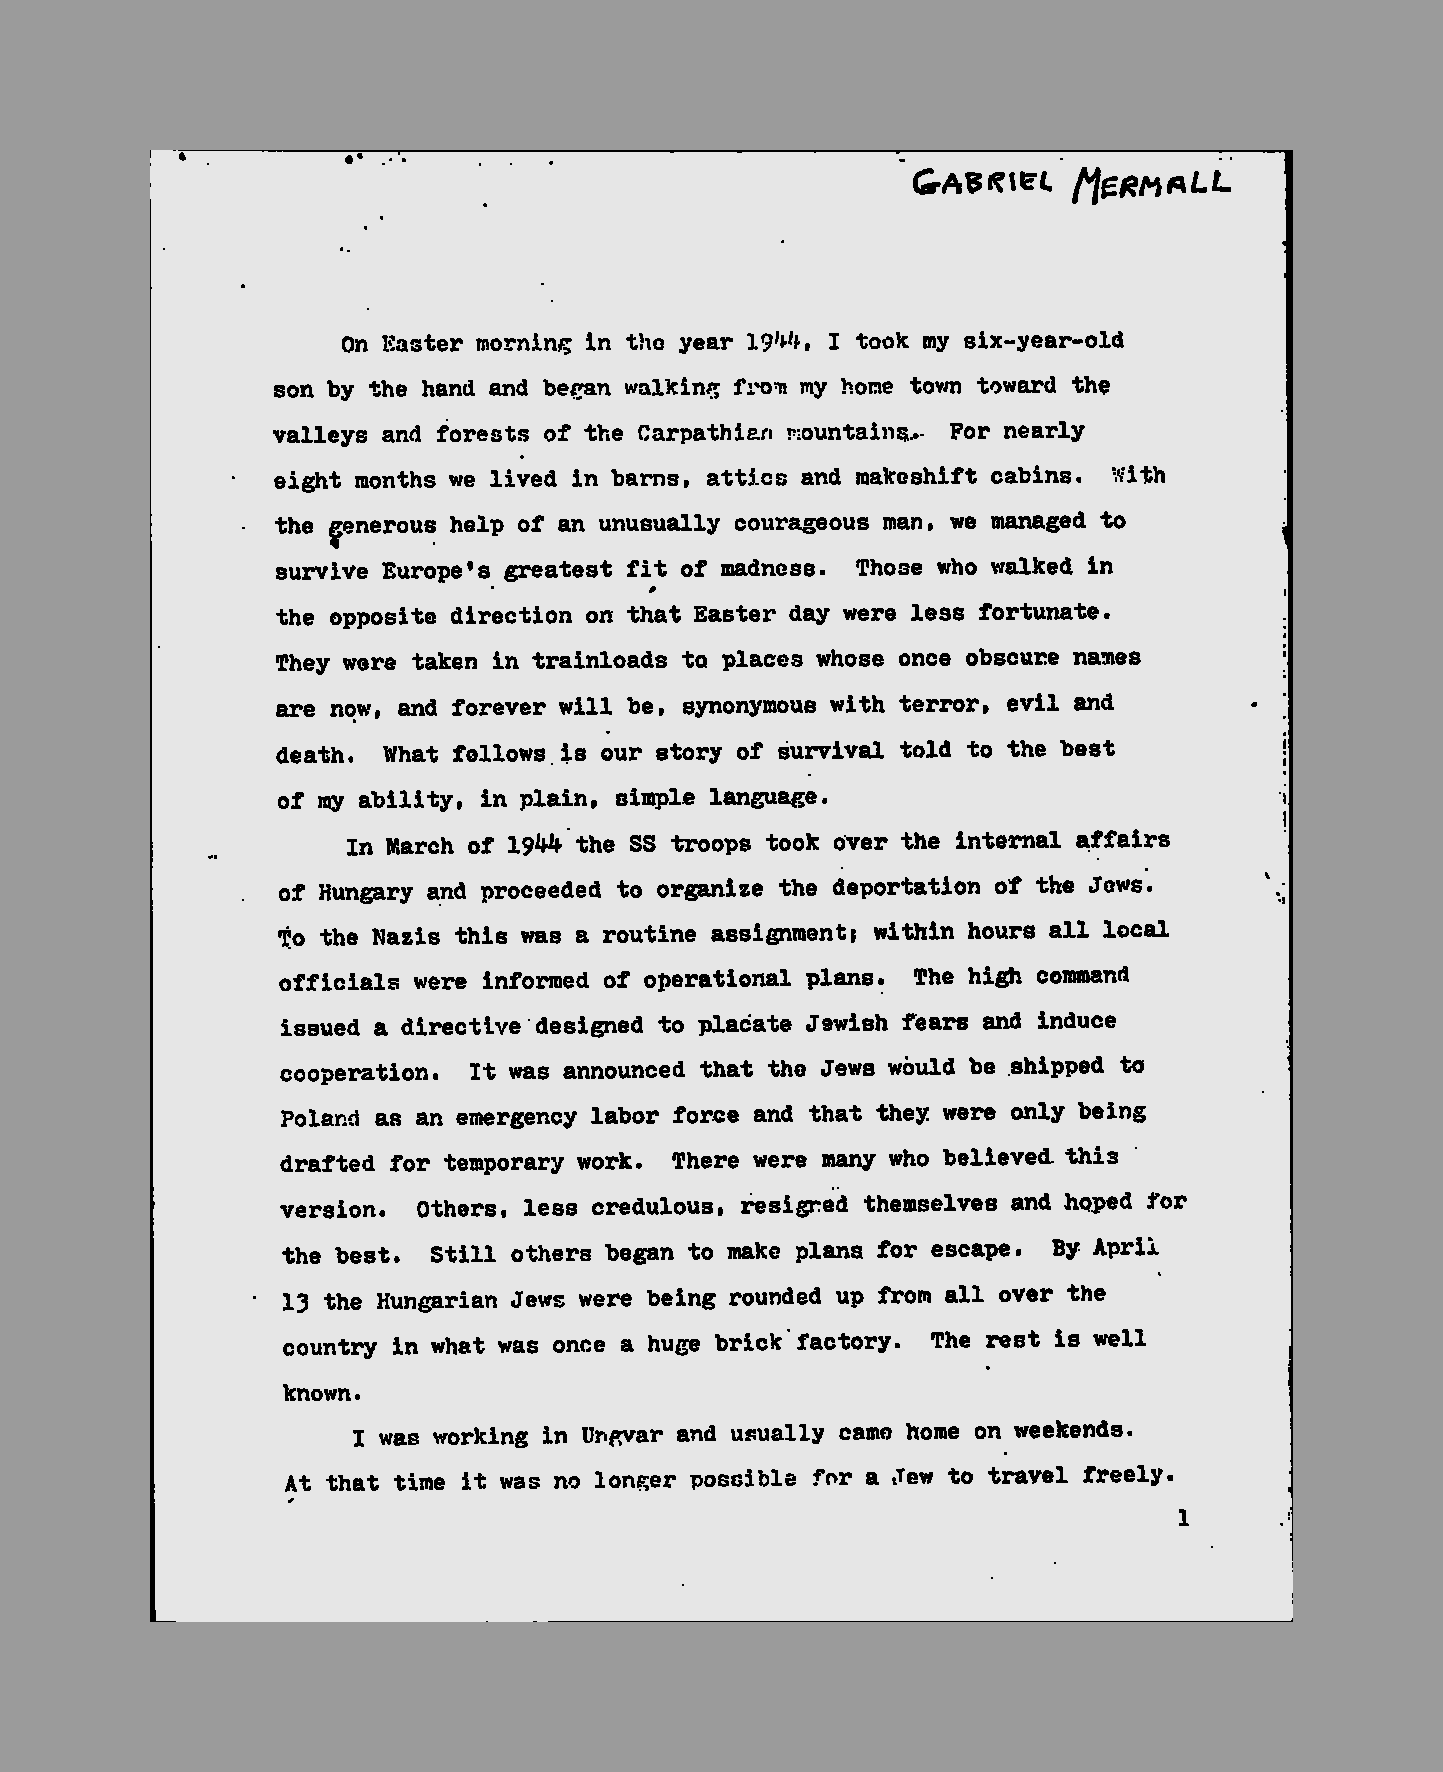 GABRIEL MERMALL
On Easter morning in the year 1944, I took my six-year-old
son by the hand and began walking from my home town toward the
valleys and forests of the Carpathian mountains. For nearly
eight months we lived in barns, attics and makeshift cabins. With
the generous help of an unusually courageous man, we managed to
survive Europe's greatest fit of madness. Those who walked in
the opposite direction on that Easter day were less fortunate.
They were taken in trainloads to places whose once obscure names
are now, and forever will be, synonymous with terror, evil and
death. What follows is our story of survival told to the best
of my ability, in plain, simple language.
In March of 1944 the SS troops took over the internal affairs
of Hungary and proceeded to organize the deportation of the Jews.
To the Nazis this was a routine assignment; within hours all local
officials were informed of operational plans. The high command
issued a directive designed to placate Jewish fears and induce
cooperation. It was announced that the Jews would be shipped to
Poland as an emergency labor force and that they were only being
drafted for temporary work. There were many who believed this
version. Others, less credulous, resigned themselves and hoped for
the best. Still others began to make plans for escape. By April
13 the Hungarian Jews were being rounded up from all over the
country in what was once a huge brick factory. The rest is well
known.
I was working in Ungvar and usually came home on weekends.
At that time it was no longer possible for a Jew to travel freely.
1